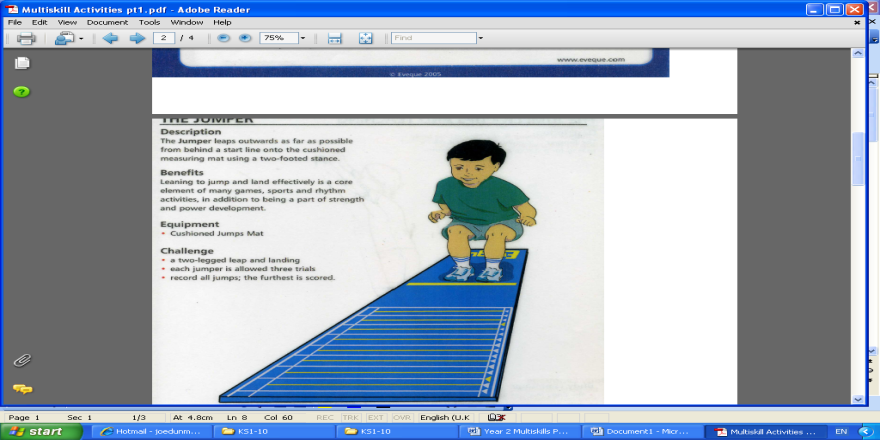 Multiskill Activities pt1.pdf - Adobe Reader
File Edit View Document Tools Window Help
2 / 4 75% Find
www.eveque.com
© Eveque 2005
THE JUMPER
Description
The Jumper leaps outwards as far as possible
from behind a start line onto the cushioned
measuring mat using a two-footed stance.
Benefits
Leaning to jump and land effectively is a core
element of many games, sports and rhythm
activities, in addition to being a part of strength
and power development.
Equipment
• Cushioned Jumps Mat
Challenge
• a two-legged leap and landing
• each jumper is allowed three trials
• record all jumps; the furthest is scored.
Page 1 Sec 1 1/3 At 4.8cm Ln 8 Col 60 REC TRK EXT OVR English (U.K
start Hotmail - joedunm... KS1-10 KS1-10 Year 2 Multiskills P... Document1 - Micr... Multiskill Activities ... EN